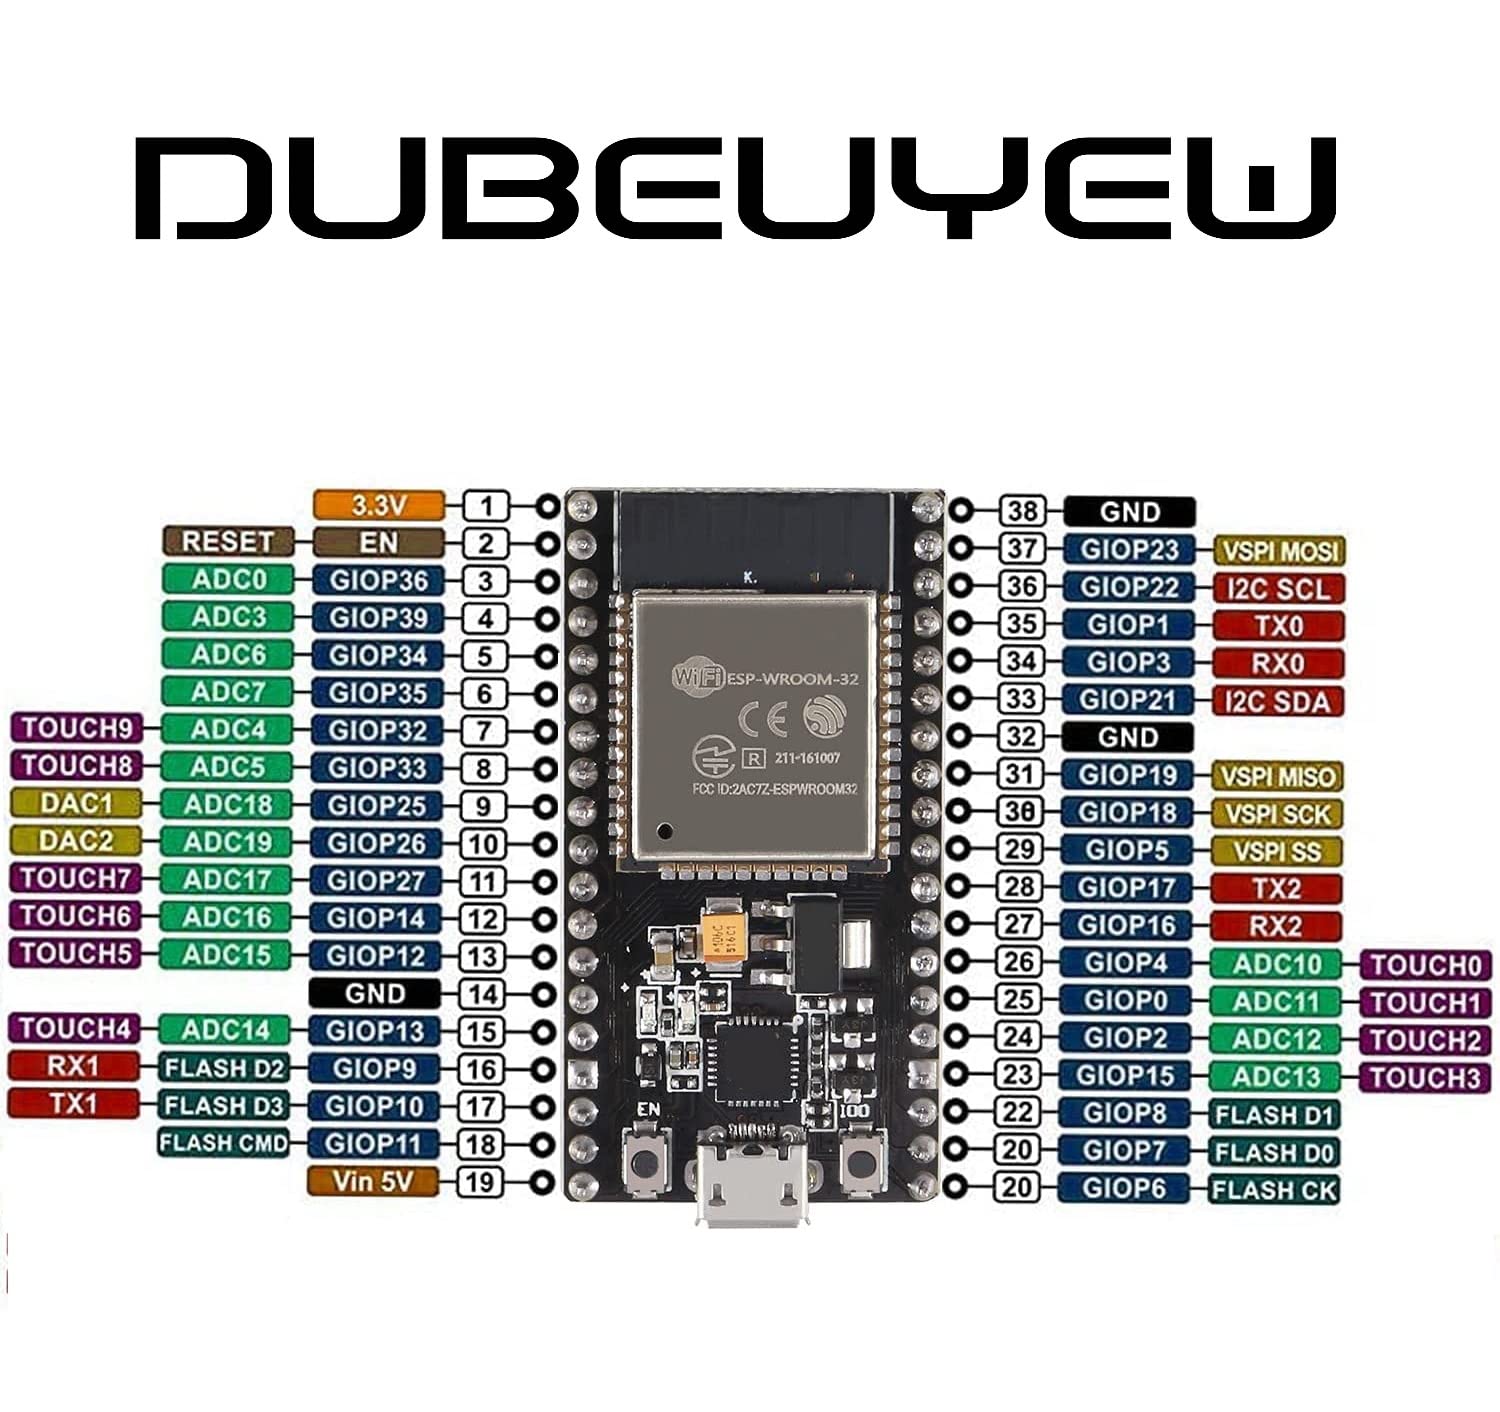 DUBEUYEW
3.3V 1 38 GND
RESET EN 2 37 GIOP23 VSPI MOSI
ADC0 GIOP36 3 36 GIOP22 I2C SCL
ADC3 GIOP39 4 35 GIOP1 TX0
ADC6 GIOP34 5 34 GIOP3 RX0
ADC7 GIOP35 6 33 GIOP21 I2C SDA
TOUCH9 ADC4 GIOP32 7 32 GND
TOUCH8 ADC5 GIOP33 8 31 GIOP19 VSPI MISO
DAC1 ADC18 GIOP25 9 30 GIOP18 VSPI SCK
DAC2 ADC19 GIOP26 10 29 GIOP5 VSPI SS
TOUCH7 ADC17 GIOP27 11 28 GIOP17 TX2
TOUCH6 ADC16 GIOP14 12 27 GIOP16 RX2
TOUCH5 ADC15 GIOP12 13 26 GIOP4 ADC10 TOUCH0
GND 14 25 GIOP0 ADC11 TOUCH1
TOUCH4 ADC14 GIOP13 15 24 GIOP2 ADC12 TOUCH2
RX1 FLASH D2 GIOP9 16 23 GIOP15 ADC13 TOUCH3
TX1 FLASH D3 GIOP10 17 22 GIOP8 FLASH D1
FLASH CMD GIOP11 18 20 GIOP7 FLASH D0
Vin 5V 19 20 GIOP6 FLASH CK
K.
WiFi ESP-WROOM-32
CE
R 211-161007
FCC ID:2AC7Z-ESPWROOM32
106C
516C1
EN IO0